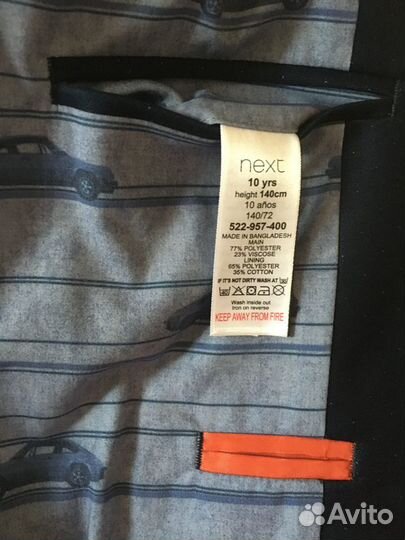 next
10 yrs
height 140cm
10 años
140/72
522-957-400
MADE IN BANGLADESH
MAIN
77% POLYESTER
23% VISCOSE
LINING
65% POLYESTER
35% COTTON
IF IT'S NOT DIRTY WASH AT
Wash inside out
Iron on reverse
KEEP AWAY FROM FIRE
Avito